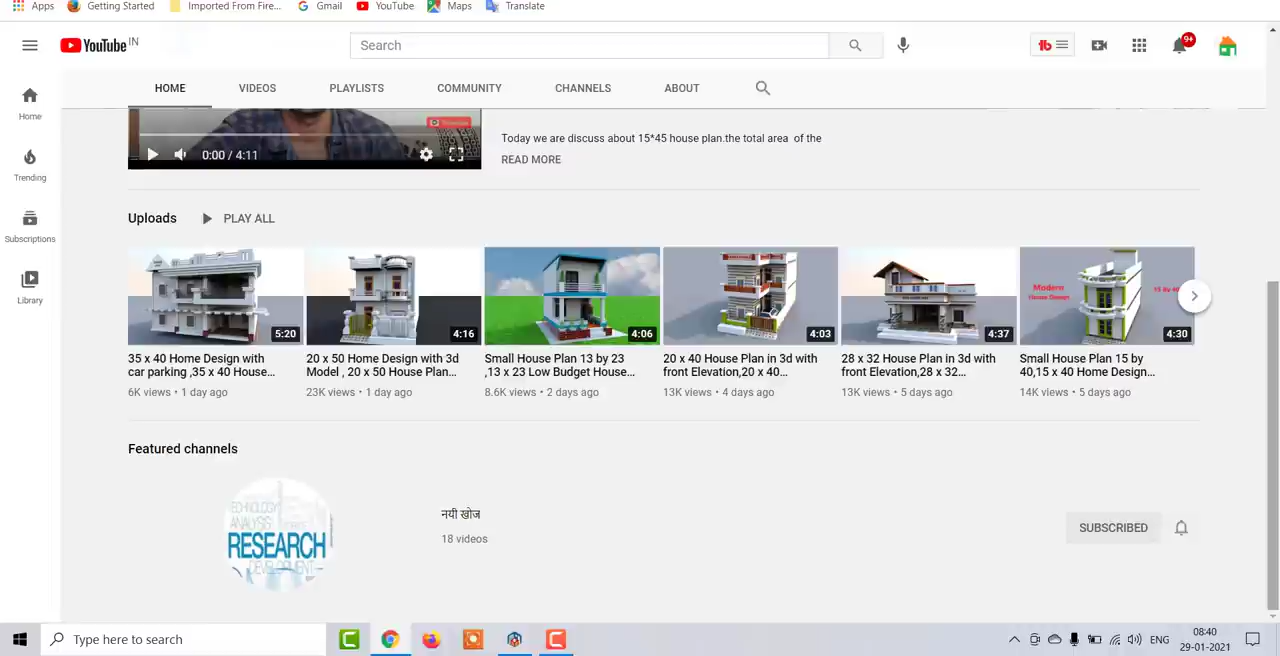 Apps Getting Started Imported From Fire... Gmail YouTube Maps Translate
YouTube IN
Search
9+
HOME VIDEOS PLAYLISTS COMMUNITY CHANNELS ABOUT
Home
Trending
Subscriptions
Library
0:00 / 4:11
Today we are discuss about 15*45 house plan.the total area of the
READ MORE
Uploads PLAY ALL
5:20
4:16
4:06
4:03
4:37
Modern
House Design
4:30
35 x 40 Home Design with
car parking ,35 x 40 House...
6K views • 1 day ago
20 x 50 Home Design with 3d
Model , 20 x 50 House Plan...
23K views • 1 day ago
Small House Plan 13 by 23
,13 x 23 Low Budget House...
8.6K views • 2 days ago
20 x 40 House Plan in 3d with
front Elevation,20 x 40...
13K views • 4 days ago
28 x 32 House Plan in 3d with
front Elevation,28 x 32...
13K views • 5 days ago
Small House Plan 15 by
40,15 x 40 Home Design...
14K views • 5 days ago
Featured channels
TECHNOLOGY
ANALYSIS
RESEARCH
DEVELOPMENT
नयी खोज
18 videos
SUBSCRIBED
Type here to search
ENG
08:40
29-01-2021